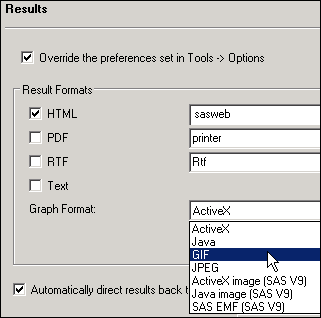 Results
Override the preferences set in Tools -> Options
Result Formats
HTML sasweb
PDF printer
RTF Rtf
Text
Graph Format: ActiveX
ActiveX
Java
GIF
JPEG
ActiveX image (SAS V9)
Automatically direct results back t Java image (SAS V9)
SAS EMF (SAS V9)